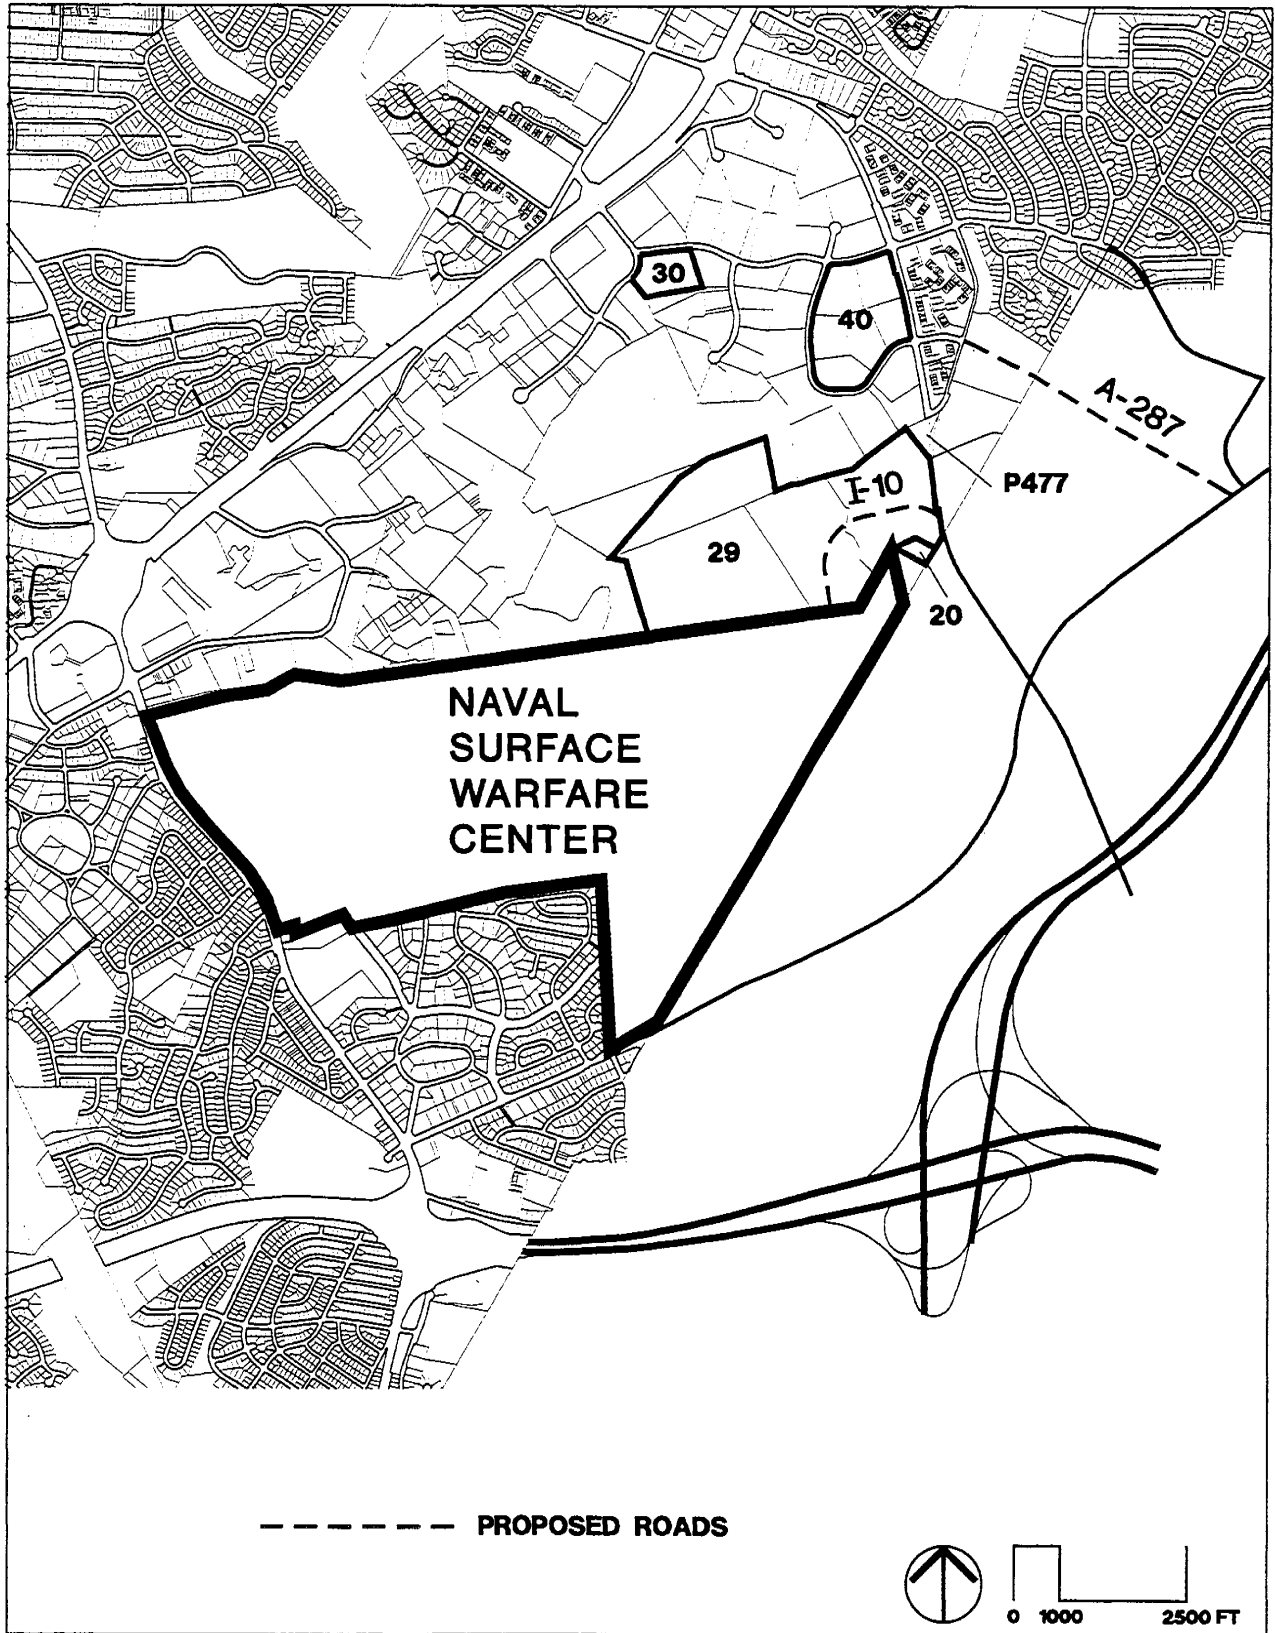 30
40
A-287
I-10
P477
29
20
NAVAL
SURFACE
WARFARE
CENTER
PROPOSED ROADS
0 1000 2500 FT